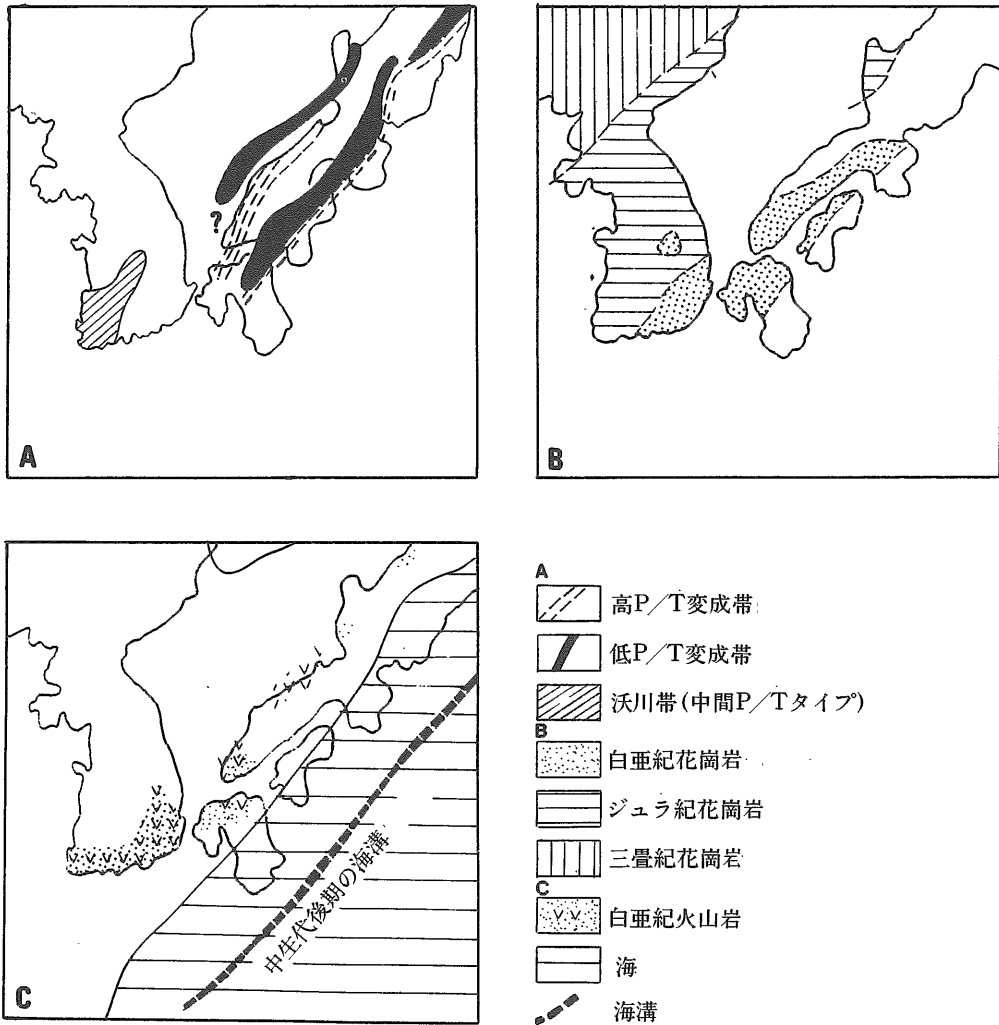 ?
A
B
中生代後期の海溝
C
A
高P/T変成帯
低P/T変成帯
沃川帯(中間P/Tタイプ)
B
白亜紀花崗岩
ジュラ紀花崗岩
三畳紀花崗岩
C
白亜紀火山岩
海
海溝